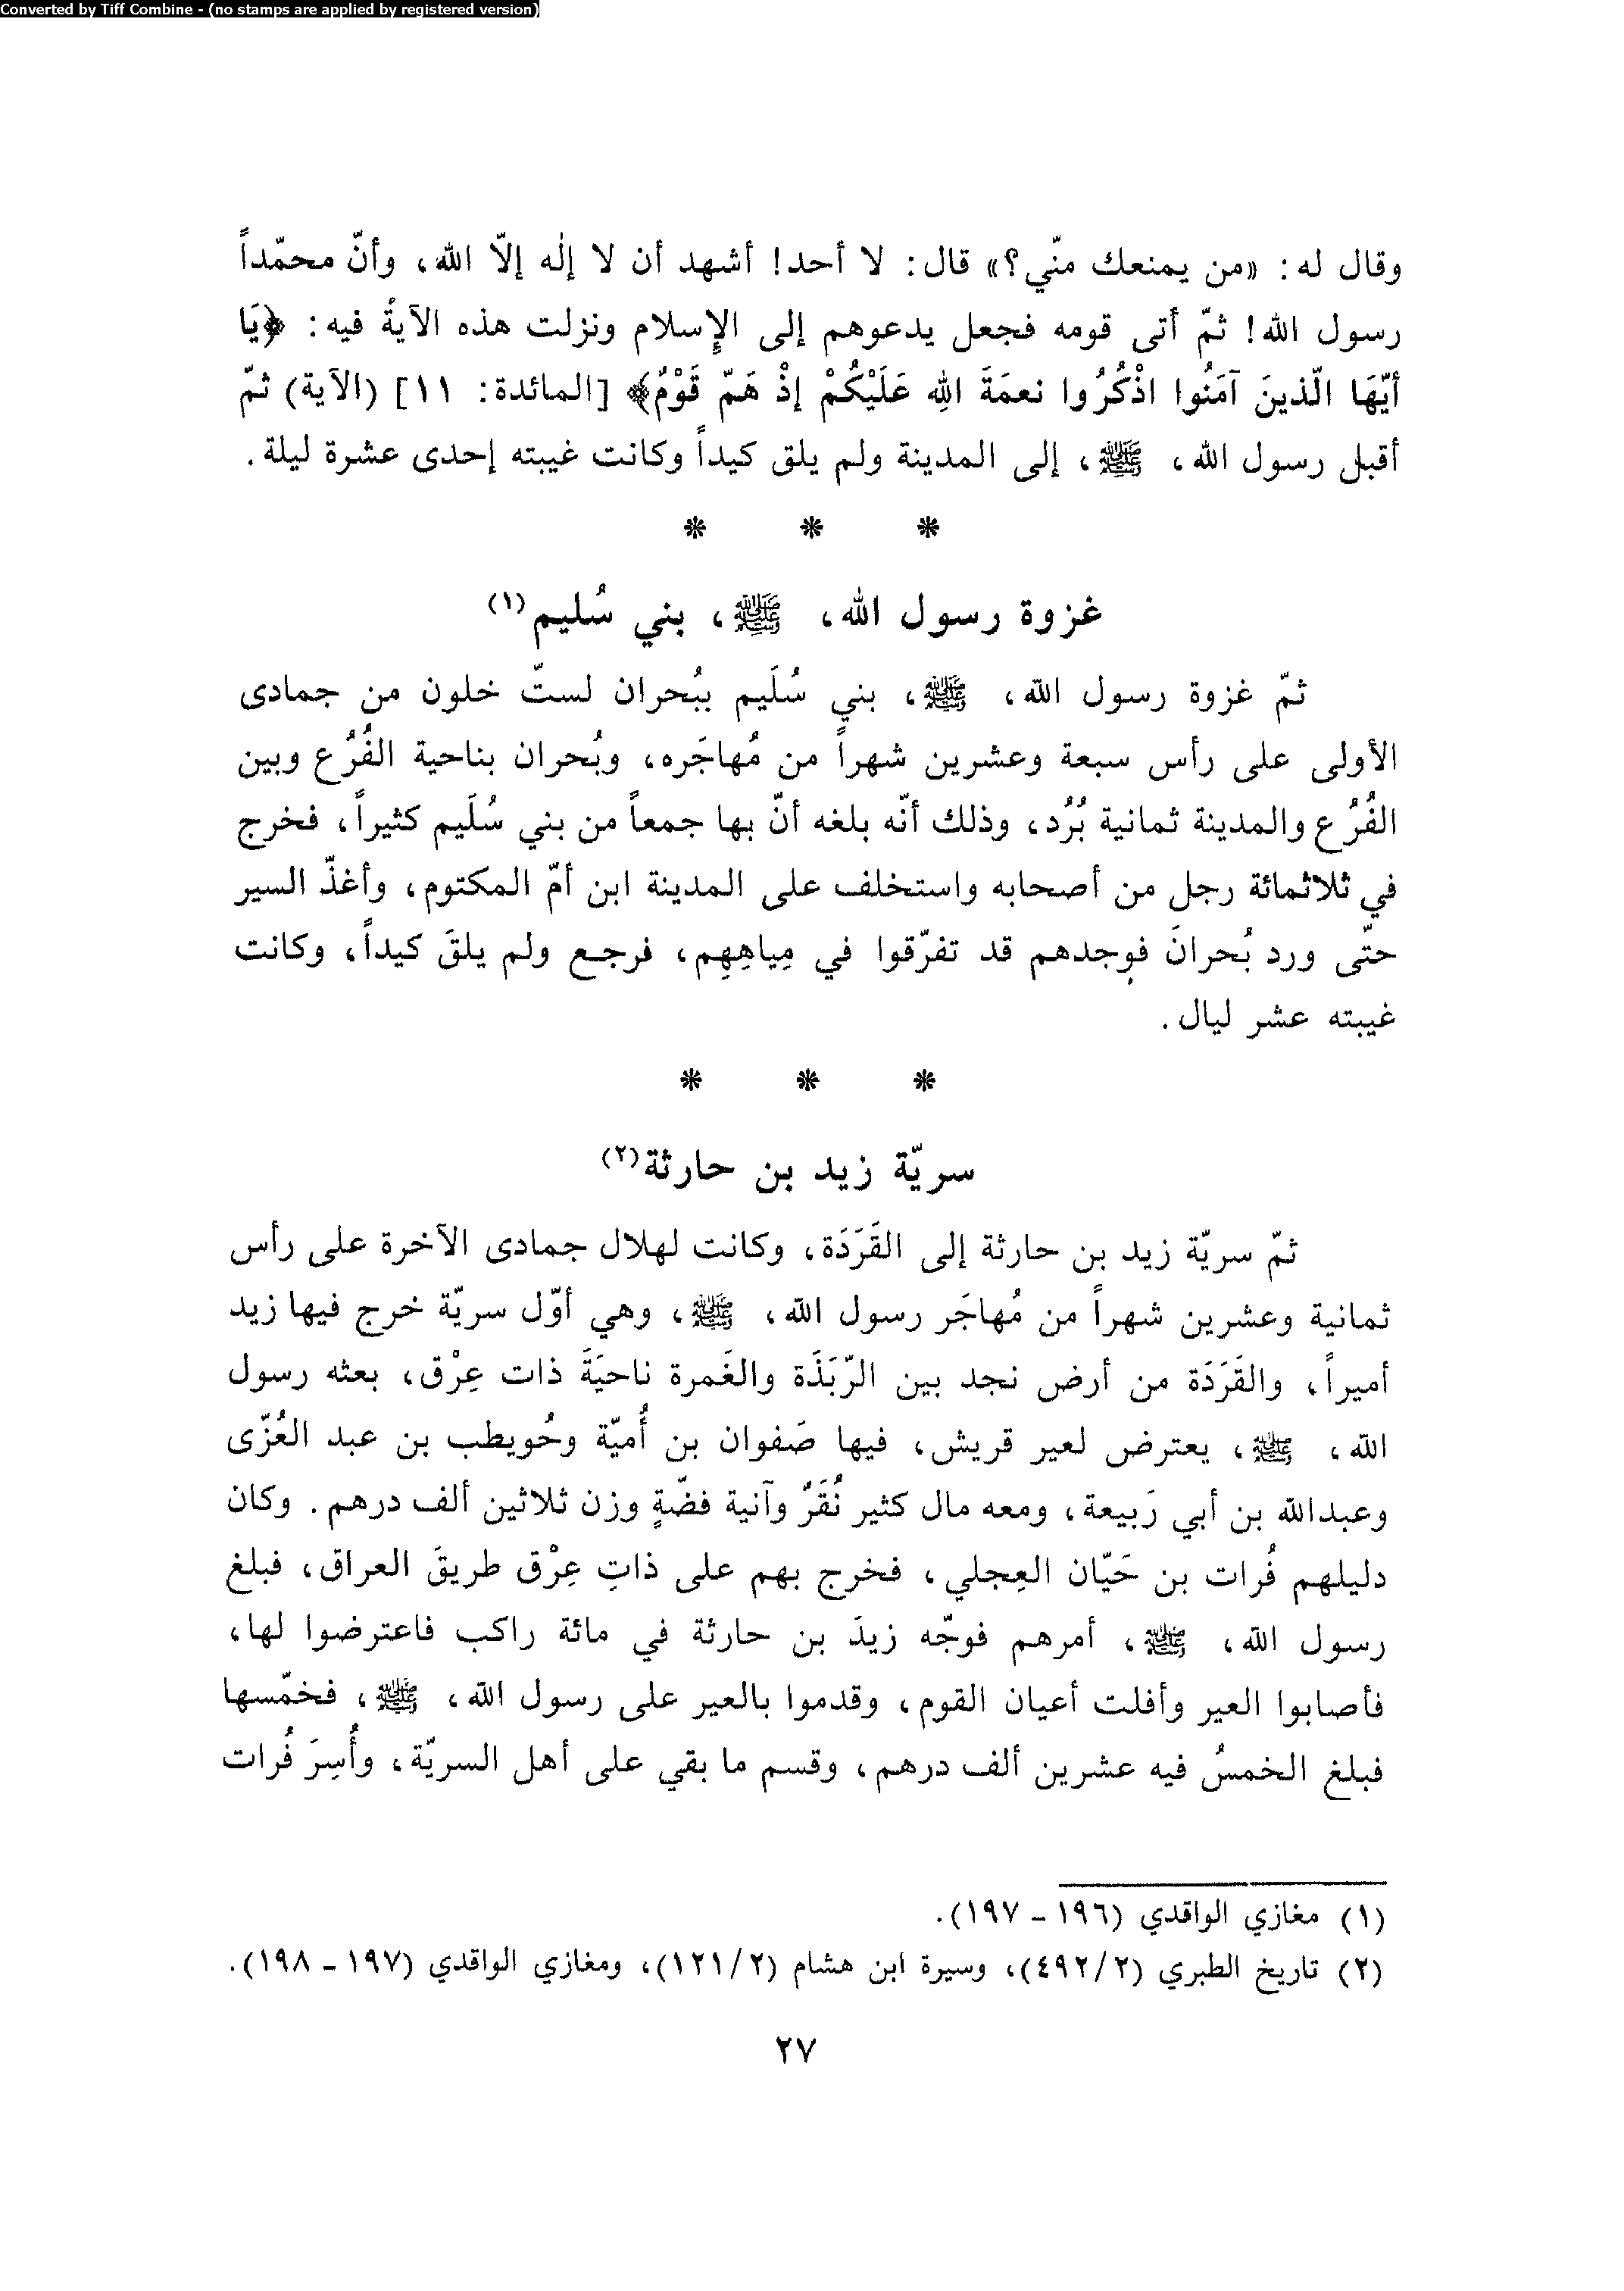 Converted by Tiff Combine - (no stamps are applied by registered version)
وقال له: «من يمنعك منّي؟» قال: لا أحد! أشهد أن لا إلٰه إلاّ الله، وأنّ محمّداً
رسول الله! ثمّ أتى قومه فجعل يدعوهم إلى الإسلام ونزلت هذه الآيةُ فيه: ﴿يَا
أيّهَا الّذينَ آمَنُوا اذْكُرُوا نعمَةَ اللهِ عَلَيْكُمْ إذْ هَمّ قَوْمٌ﴾ [المائدة: ١١] (الآية) ثمّ
أقبل رسول الله، ﷺ، إلى المدينة ولم يلق كيداً وكانت غيبته إحدى عشرة ليلة.
* * *
غزوة رسول الله، ﷺ، بني سُليم(١)
ثمّ غزوة رسول الله، ﷺ، بني سُلَيم ببُحران لستّ خلون من جمادى
الأولى على رأس سبعة وعشرين شهراً من مُهاجَره، وبُحران بناحية الفُرُع وبين
الفُرُع والمدينة ثمانية بُرُد، وذلك أنّه بلغه أنّ بها جمعاً من بني سُلَيم كثيراً، فخرج
في ثلاثمائة رجل من أصحابه واستخلف على المدينة ابن أمّ المكتوم، وأغذّ السير
حتّى ورد بُحرانَ فوجدهم قد تفرّقوا في مِياهِهِم، فرجع ولم يلقَ كيداً، وكانت
غيبته عشر ليال.
* * *
سريّة زيد بن حارثة(٢)
ثمّ سريّة زيد بن حارثة إلى القَرَدَة، وكانت لهلال جمادى الآخرة على رأس
ثمانية وعشرين شهراً من مُهاجَر رسول الله، ﷺ، وهي أوّل سريّة خرج فيها زيد
أميراً، والقَرَدَة من أرض نجد بين الرّبَذَة والغَمرة ناحيَةَ ذات عِرْق، بعثه رسول
الله، ﷺ، يعترض لعير قريش، فيها صَفوان بن أُميّة وحُويطب بن عبد العُزّى
وعبدالله بن أبي رَبيعة، ومعه مال كثير نُقَرٌ وآنية فضّةٍ وزن ثلاثين ألف درهم. وكان
دليلهم فُرات بن حَيّان العِجلي، فخرج بهم على ذاتِ عِرْق طريقَ العراق، فبلغ
رسول الله، ﷺ، أمرهم فوجّه زيدَ بن حارثة في مائة راكب فاعترضوا لها،
فأصابوا العير وأفلت أعيان القوم، وقدموا بالعير على رسول الله، ﷺ، فخمّسها
فبلغ الخمسُ فيه عشرين ألف درهم، وقسم ما بقي على أهل السريّة، وأُسِرَ فُرات
(١) مغازي الواقدي (١٩٦ - ١٩٧).
(٢) تاريخ الطبري (٤٩٢/٢)، وسيرة ابن هشام (١٢١/٢)، ومغازي الواقدي (١٩٧ - ١٩٨).
٢٧